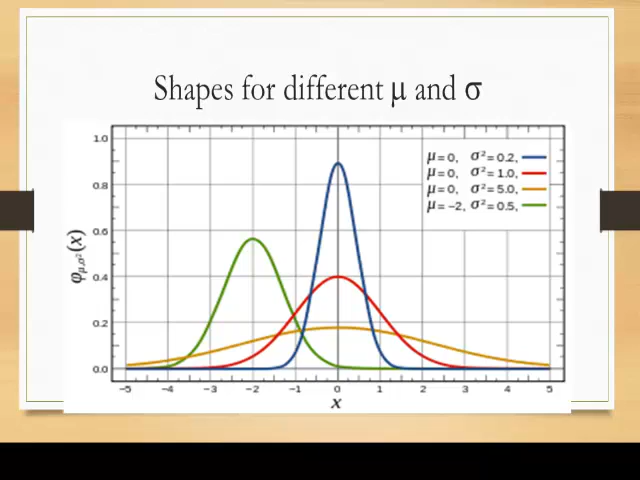 Shapes for different μ and σ
μ= 0, σ²= 0.2,
μ= 0, σ²= 1.0,
μ= 0, σ²= 5.0,
μ= −2, σ²= 0.5,
φμ,σ²(x)
1.0
0.8
0.6
0.4
0.2
0.0
−5 −4 −3 −2 −1 0 1 2 3 4 5
x